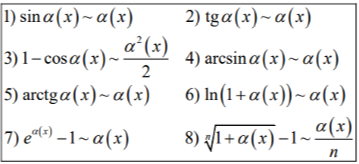 1) sin α(x) ~ α(x) 2) tg α(x) ~ α(x)
3) 1 – cos α(x) ~ α²(x)/2 4) arcsin α(x) ~ α(x)
5) arctg α(x) ~ α(x) 6) ln(1 + α(x)) ~ α(x)
7) e^{α(x)} – 1 ~ α(x) 8) ⁿ√(1 + α(x)) – 1 ~ α(x)/n